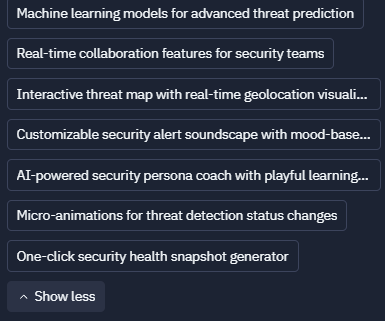 Machine learning models for advanced threat prediction
Real-time collaboration features for security teams
Interactive threat map with real-time geolocation visuali...
Customizable security alert soundscape with mood-base...
AI-powered security persona coach with playful learning...
Micro-animations for threat detection status changes
One-click security health snapshot generator
Show less